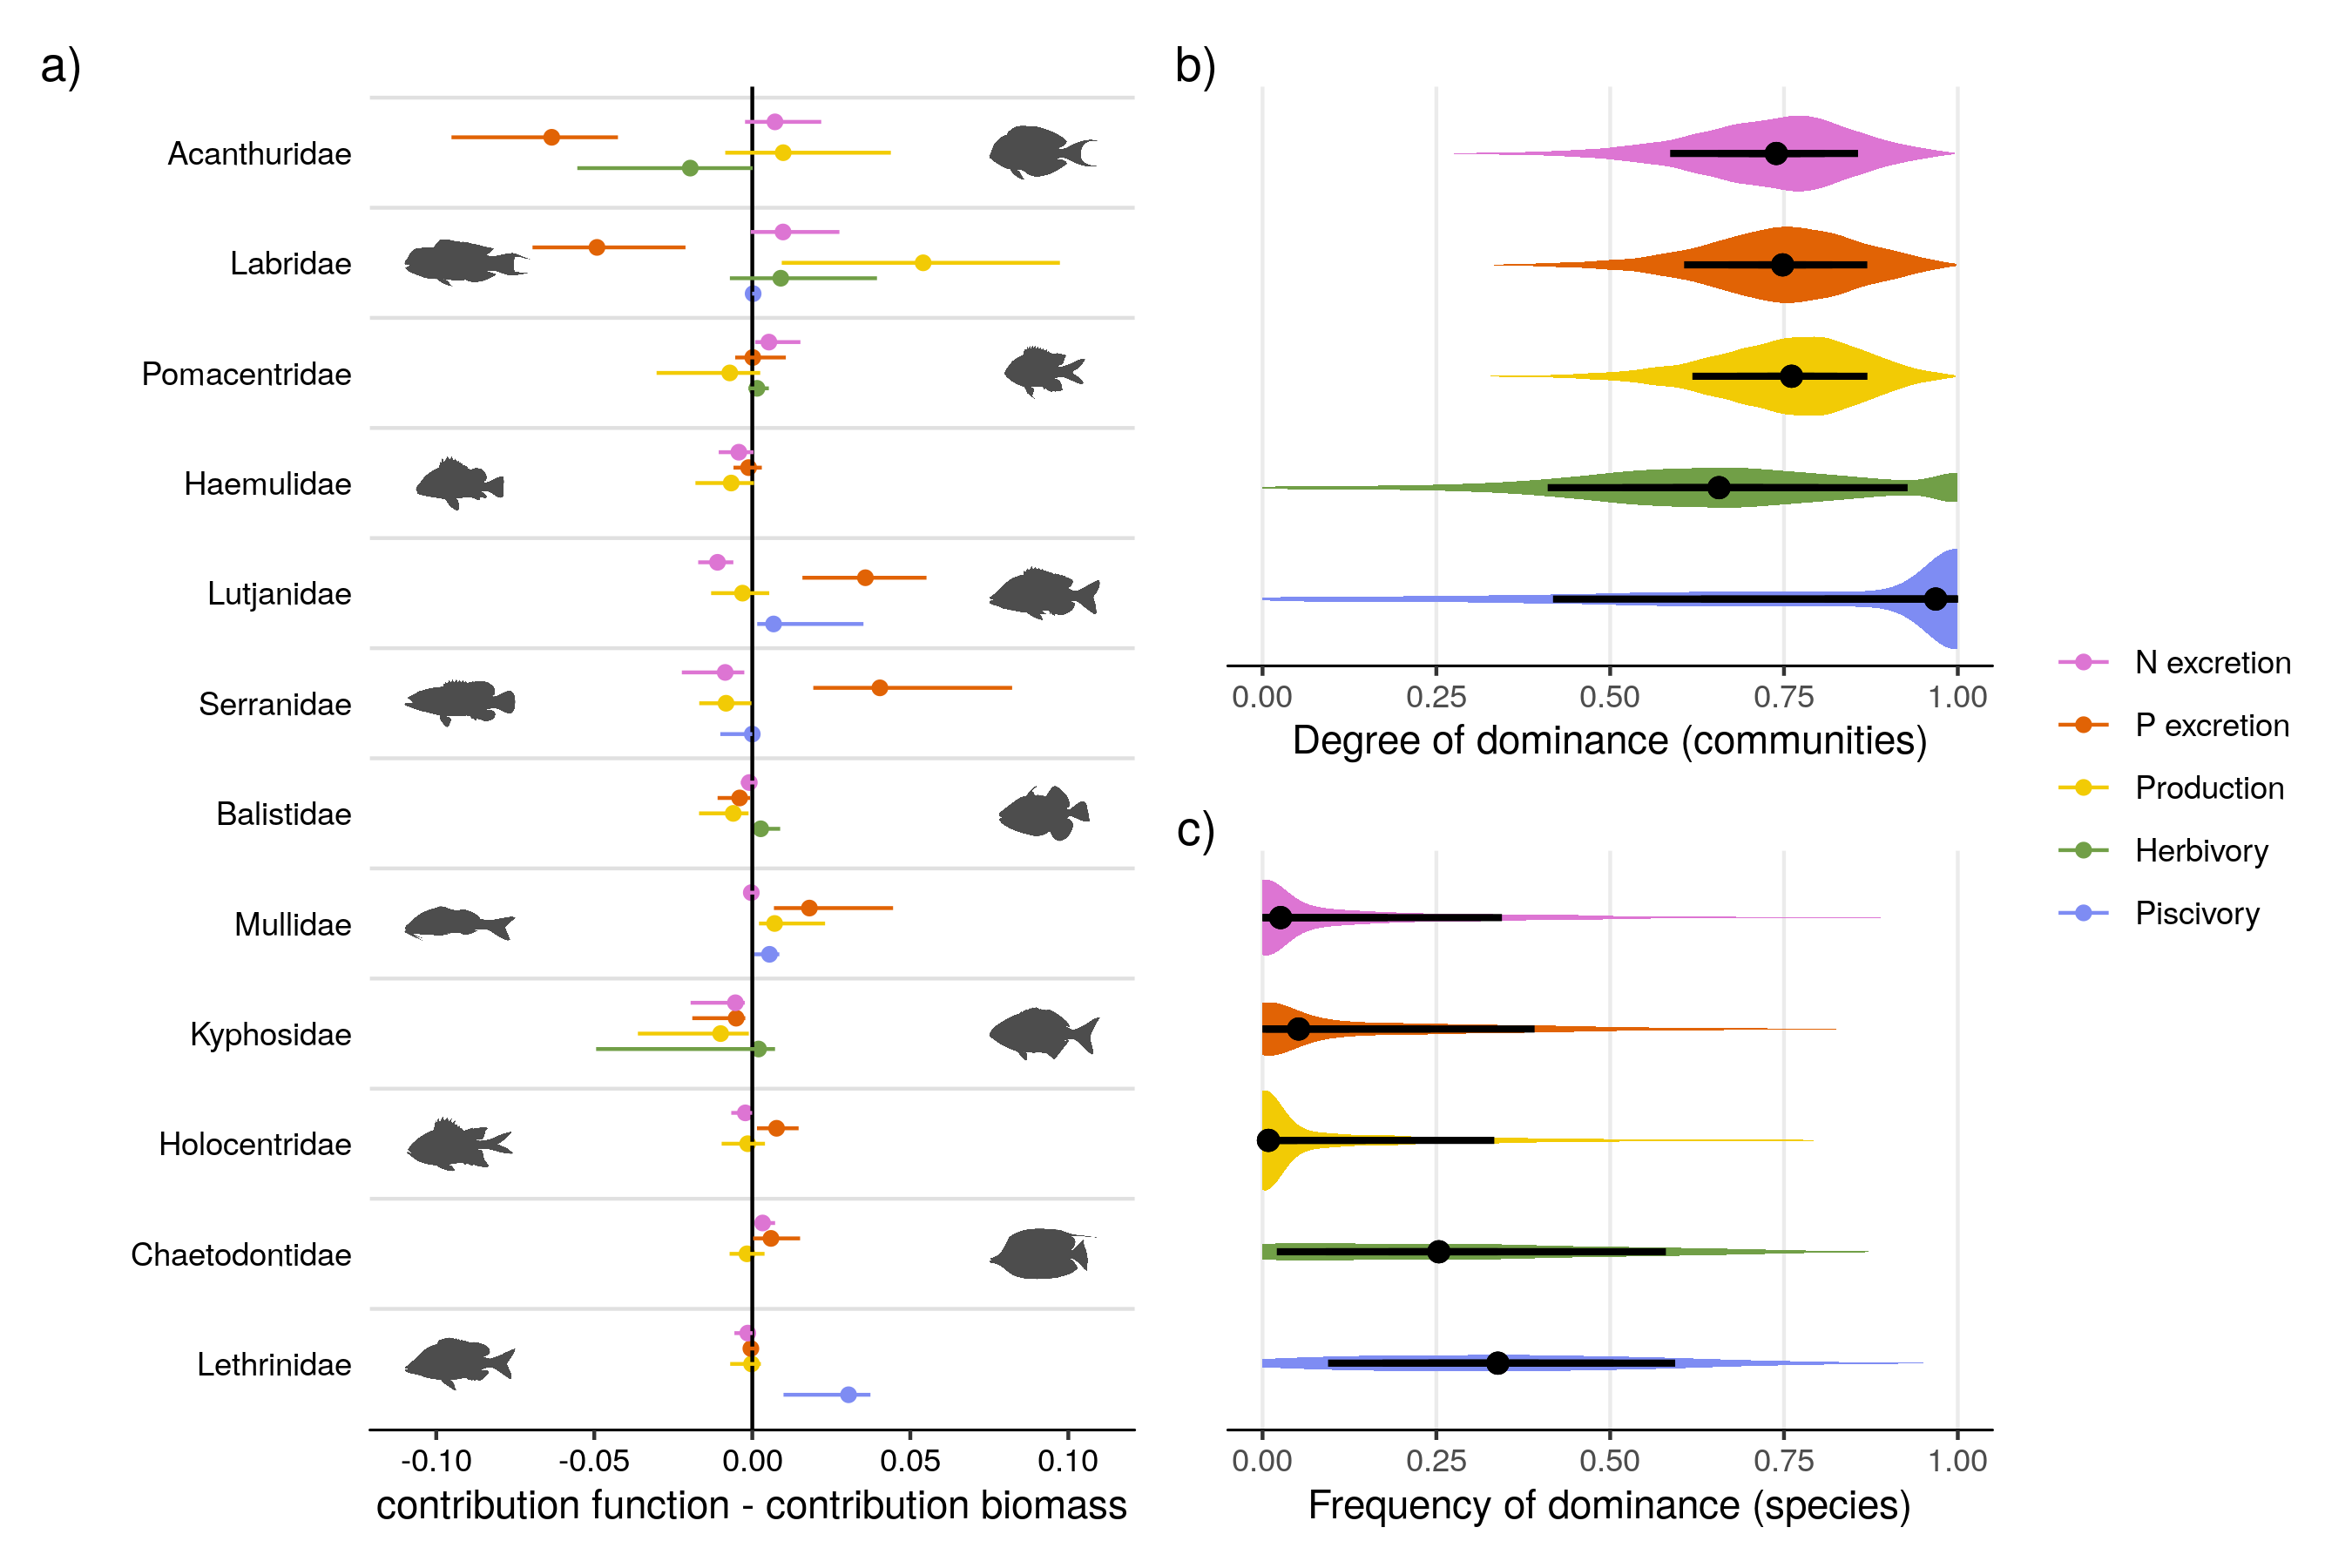 a)
Acanthuridae
Labridae
Pomacentridae
Haemulidae
Lutjanidae
Serranidae
Balistidae
Mullidae
Kyphosidae
Holocentridae
Chaetodontidae
Lethrinidae
-0.10 -0.05 0.00 0.05 0.10
contribution function - contribution biomass
b)
0.00 0.25 0.50 0.75 1.00
Degree of dominance (communities)
c)
0.00 0.25 0.50 0.75 1.00
Frequency of dominance (species)
N excretion
P excretion
Production
Herbivory
Piscivory